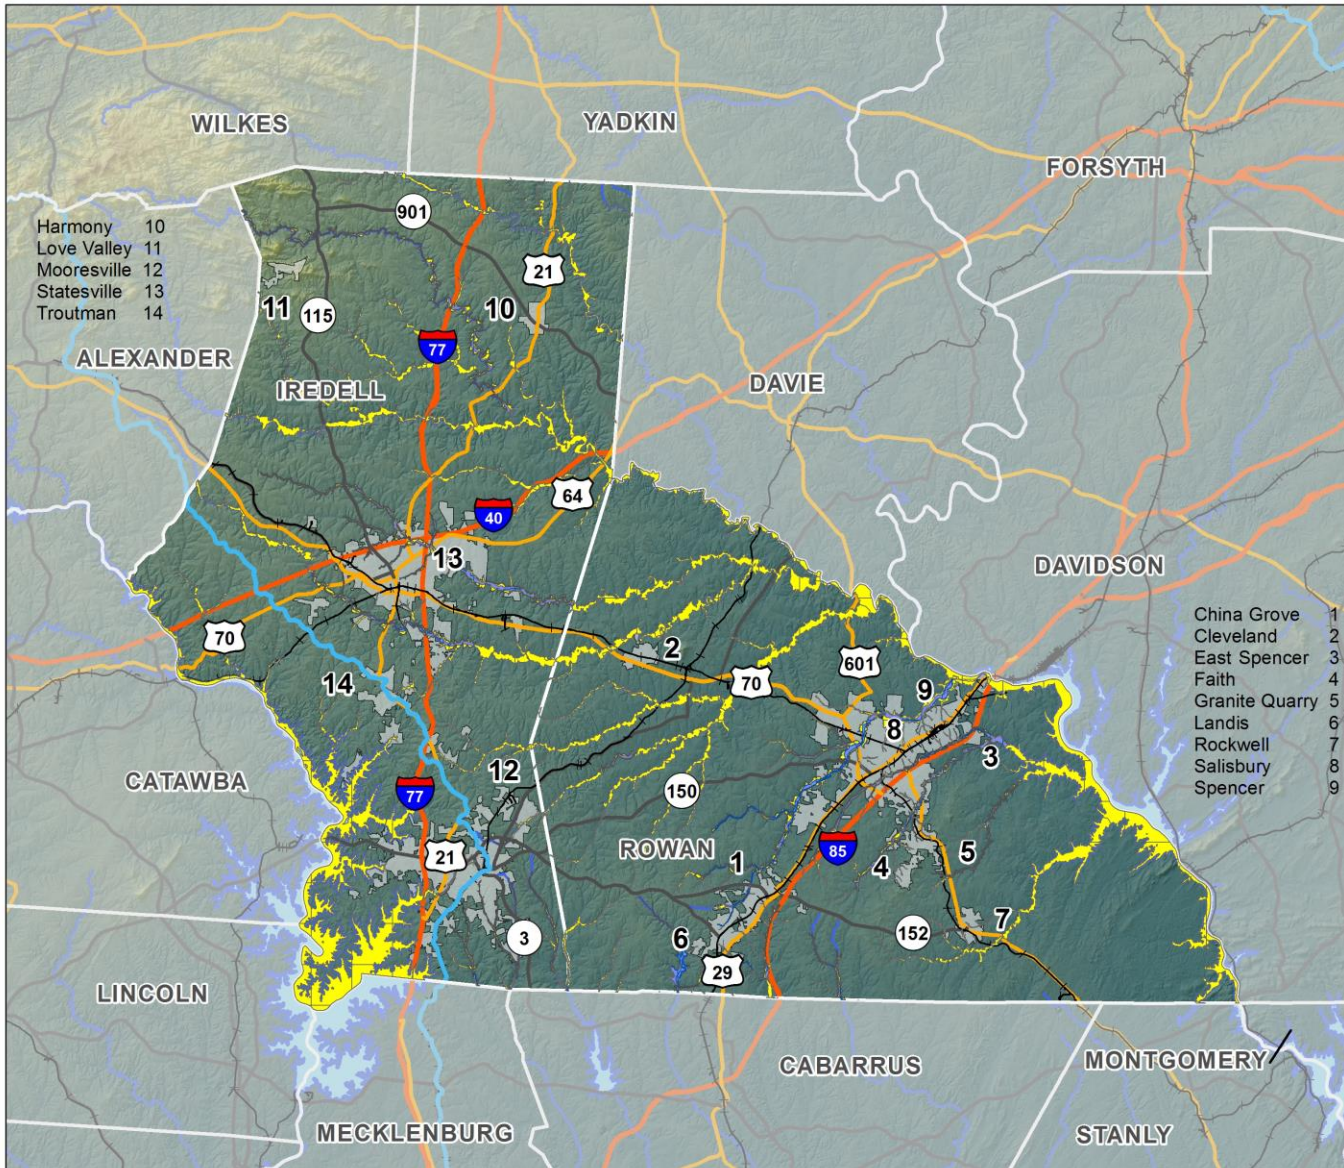 WILKES
YADKIN
FORSYTH
Harmony 10
Love Valley 11
Mooresville 12
Statesville 13
Troutman 14
901
21
11
115
10
77
ALEXANDER
IREDELL
DAVIE
64
40
13
DAVIDSON
China Grove 1
Cleveland 2
East Spencer 3
Faith 4
Granite Quarry 5
Landis 6
Rockwell 7
Salisbury 8
Spencer 9
70
2
601
14
70
9
8
3
CATAWBA
12
77
150
ROWAN
21
1
85
4
5
3
6
152
7
29
LINCOLN
CABARRUS
MONTGOMERY
MECKLENBURG
STANLY